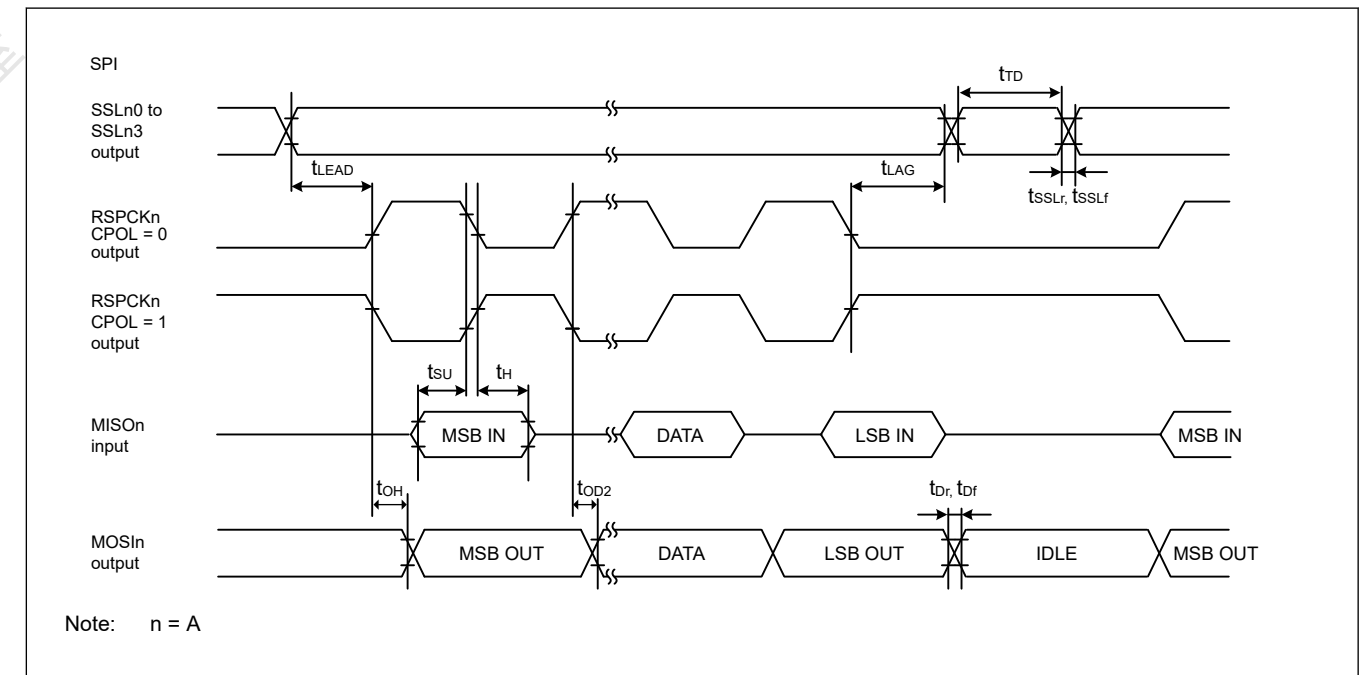 SPI
SSLn0 to
SSLn3
output
tTD
tLEAD
tLAG
tSSLr, tSSLf
RSPCKn
CPOL = 0
output
RSPCKn
CPOL = 1
output
tSU
tH
MISOn
input
MSB IN
DATA
LSB IN
MSB IN
tOH
tOD2
tDr, tDf
MOSIn
output
MSB OUT
DATA
LSB OUT
IDLE
MSB OUT
Note: n = A